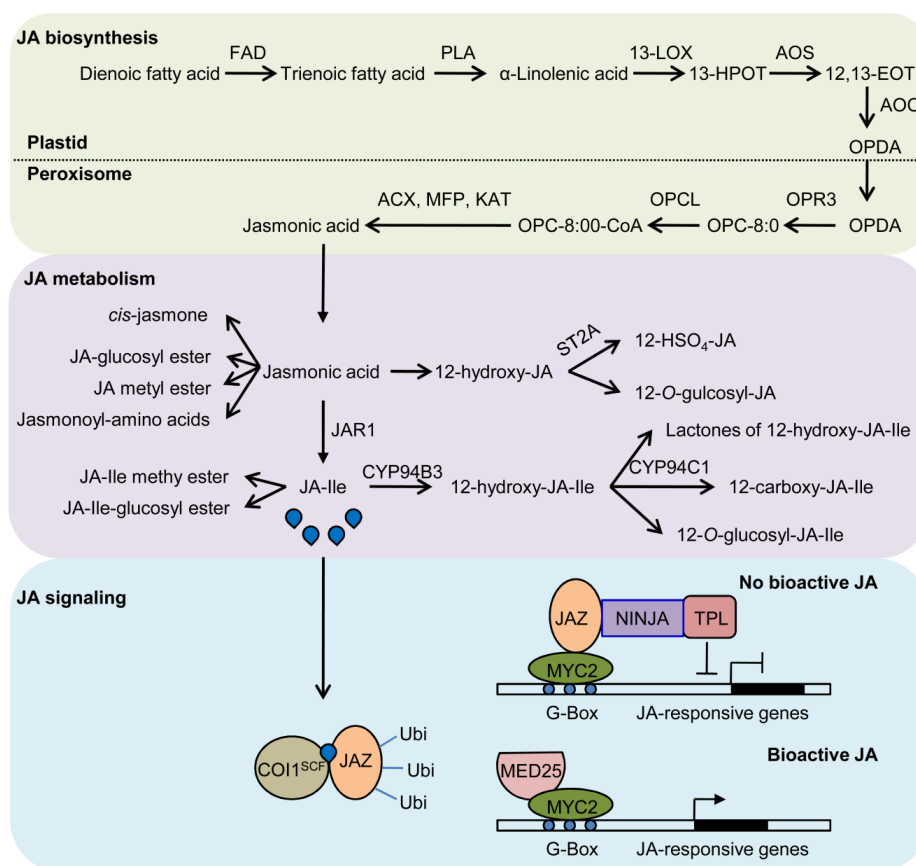 JA biosynthesis
FAD PLA 13-LOX AOS
Dienoic fatty acid Trienoic fatty acid α-Linolenic acid 13-HPOT 12,13-EOT
AOC
Plastid
OPDA
Peroxisome
ACX, MFP, KAT OPCL OPR3
Jasmonic acid OPC-8:00-CoA OPC-8:0 OPDA
JA metabolism
cis-jasmone
ST2A
12-HSO₄-JA
JA-glucosyl ester
Jasmonic acid 12-hydroxy-JA
JA metyl ester
12-O-gulcosyl-JA
Jasmonoyl-amino acids
JAR1
Lactones of 12-hydroxy-JA-Ile
JA-Ile methy ester
CYP94B3 CYP94C1
JA-Ile 12-hydroxy-JA-Ile 12-carboxy-JA-Ile
JA-Ile-glucosyl ester
12-O-glucosyl-JA-Ile
JA signaling
No bioactive JA
JAZ NINJA TPL
MYC2
G-Box JA-responsive genes
Ubi
COI1ˢᶜᶠ JAZ
Ubi
Ubi
Bioactive JA
MED25
MYC2
G-Box JA-responsive genes